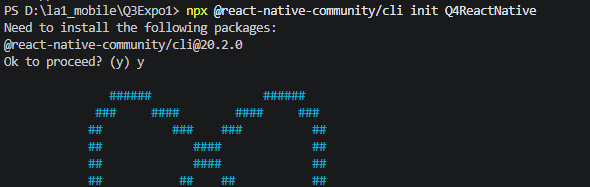 PS D:\la1_mobile\Q3Expo1> npx @react-native-community/cli init Q4ReactNative
Need to install the following packages:
@react-native-community/cli@20.2.0
Ok to proceed? (y) y
######                ######
###     ####        ####     ###
##          ###   ###          ##
##             ####            ##
##             ####            ##
##           ##    ##          ##